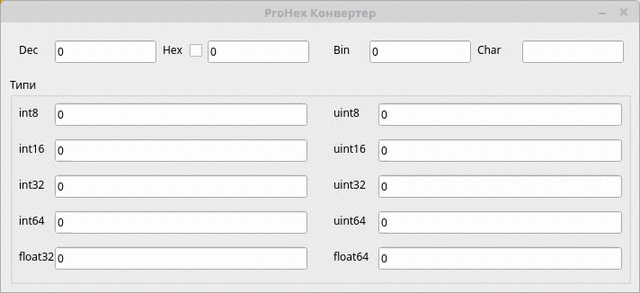 ProHex Конвертер
Dec 0 Hex 0 Bin 0 Char
Типи
int8 0 uint8 0
int16 0 uint16 0
int32 0 uint32 0
int64 0 uint64 0
float32 0 float64 0